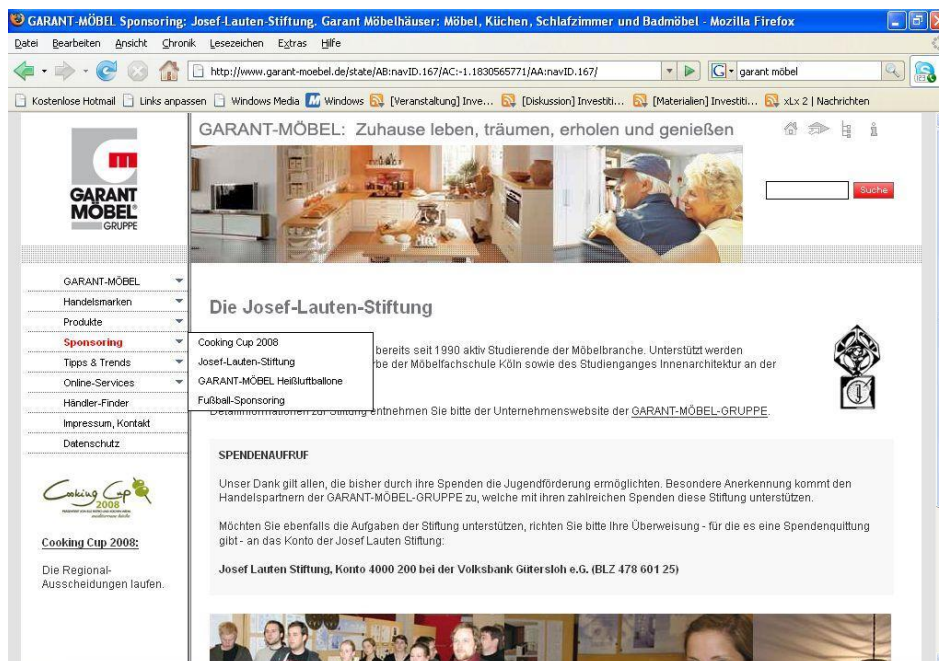 GARANT-MÖBEL Sponsoring: Josef-Lauten-Stiftung. Garant Möbelhäuser: Möbel, Küchen, Schlafzimmer und Badmöbel - Mozilla Firefox
Datei Bearbeiten Ansicht Chronik Lesezeichen Extras Hilfe
http://www.garant-moebel.de/state/AB:navID.167/AC:-1.1830565771/AA:navID.167/
garant möbel
Kostenlose Hotmail Links anpassen Windows Media Windows [Veranstaltung] Inve... [Diskussion] Investiti... [Materialien] Investiti... xLx 2 | Nachrichten
GARANT-MÖBEL: Zuhause leben, träumen, erholen und genießen
GARANT
MÖBEL
GRUPPE
Suche
GARANT-MÖBEL
Handelsmarken
Produkte
Sponsoring
Tipps & Trends
Online-Services
Händler-Finder
Impressum, Kontakt
Datenschutz
Cooking Cup 2008
Josef-Lauten-Stiftung
GARANT-MÖBEL Heißluftballone
Fußball-Sponsoring
Die Josef-Lauten-Stiftung
bereits seit 1990 aktiv Studierende der Möbelbranche. Unterstützt werden
der Möbelfachschule Köln sowie des Studienganges Innenarchitektur an der
Detailinformationen zur Stiftung entnehmen Sie bitte der Unternehmenswebsite der GARANT-MÖBEL-GRUPPE.
SPENDENAUFRUF
Unser Dank gilt allen, die bisher durch ihre Spenden die Jugendförderung ermöglichten. Besondere Anerkennung kommt den
Handelspartnern der GARANT-MÖBEL-GRUPPE zu, welche mit ihren zahlreichen Spenden diese Stiftung unterstützen.
Möchten Sie ebenfalls die Aufgaben der Stiftung unterstützen, richten Sie bitte Ihre Überweisung - für die es eine Spendenquittung
gibt - an das Konto der Josef Lauten Stiftung:
Josef Lauten Stiftung, Konto 4000 200 bei der Volksbank Gütersloh e.G. (BLZ 478 601 25)
Cooking Cup
2008
Cooking Cup 2008:
Die Regional-
Ausscheidungen laufen.